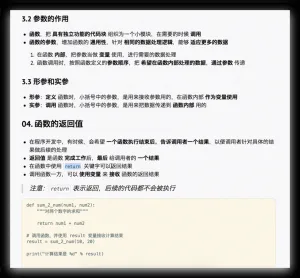 3.2 参数的作用
函数，把 具有独立功能的代码块 组织为一个小模块，在需要的时候 调用
函数的参数，增加函数的 通用性，针对 相同的数据处理逻辑，能够 适应更多的数据
1. 在函数 内部，把参数当做 变量 使用，进行需要的数据处理
2. 函数调用时，按照函数定义的参数顺序，把 希望在函数内部处理的数据，通过参数 传递
3.3 形参和实参
形参：定义 函数时，小括号中的参数，是用来接收参数用的，在函数内部 作为变量使用
实参：调用 函数时，小括号中的参数，是用来把数据传递到 函数内部 用的
04. 函数的返回值
在程序开发中，有时候，会希望 一个函数执行结束后，告诉调用者一个结果，以便调用者针对具体的结
果做后续的处理
返回值 是函数 完成工作后，最后 给调用者的 一个结果
在函数中使用 return 关键字可以返回结果
调用函数一方，可以 使用变量 来 接收 函数的返回结果
注意：return 表示返回，后续的代码都不会被执行
def sum_2_num(num1, num2):
"""对两个数字的求和"""
return num1 + num2
# 调用函数，并使用 result 变量接收计算结果
result = sum_2_num(10, 20)
print("计算结果是 %d" % result)